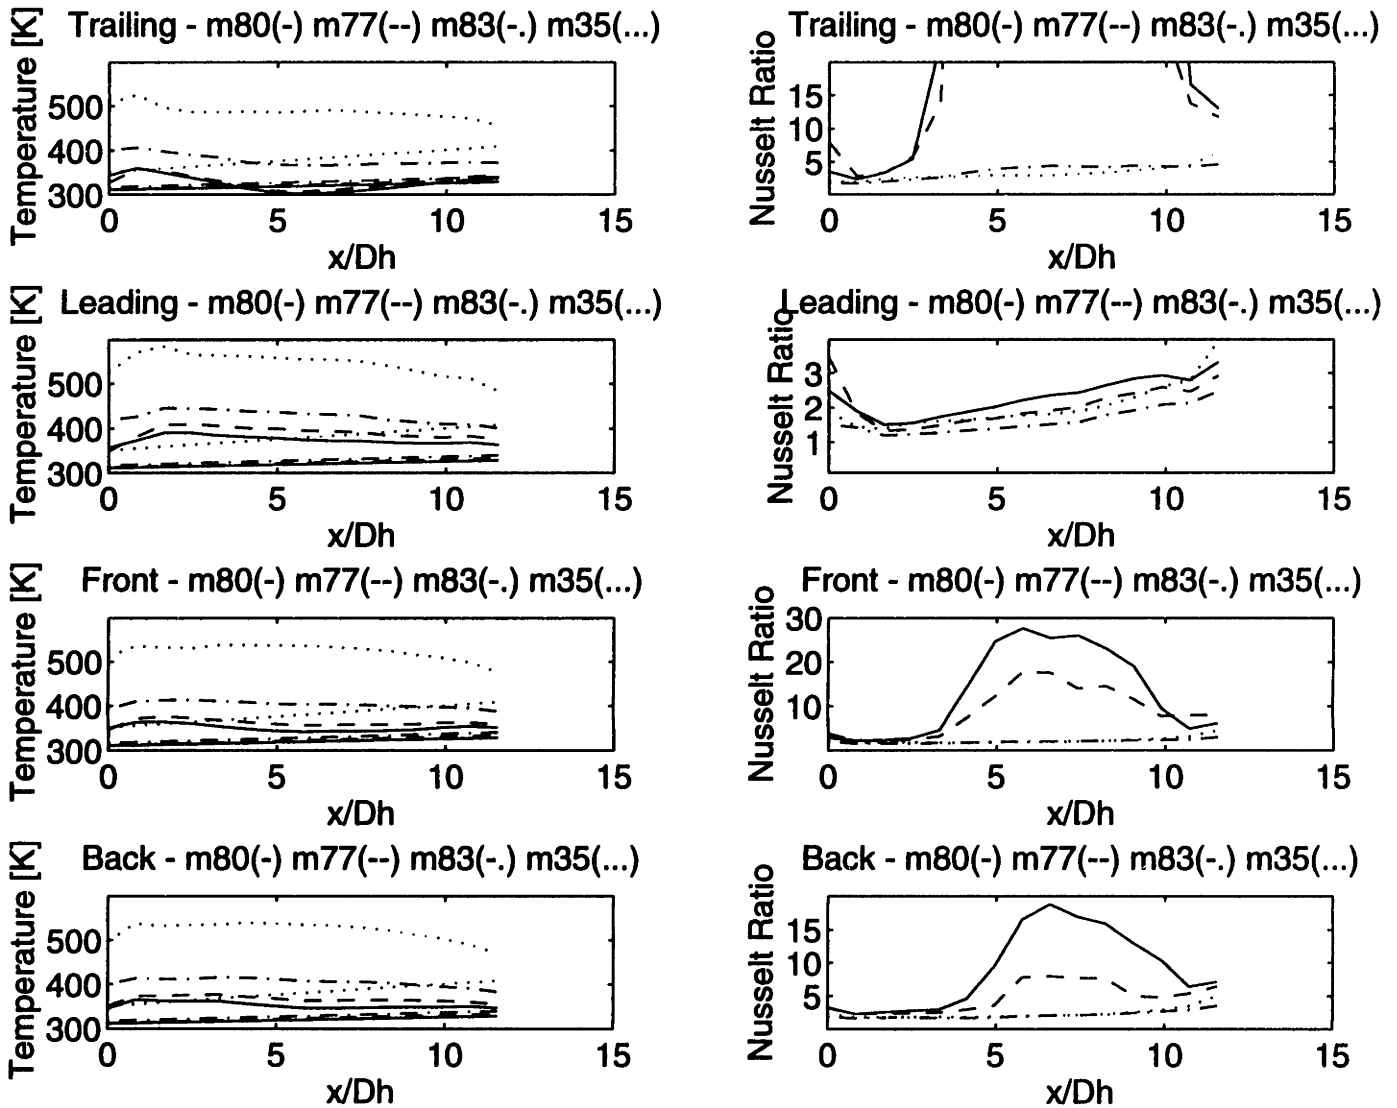 Trailing - m80(-) m77(--) m83(-.) m35(...)
Temperature [K]
500
400
300
0 5 10 15
x/Dh
Trailing - m80(-) m77(--) m83(-.) m35(...)
Nusselt Ratio
15
10
5
0 5 10 15
x/Dh
Leading - m80(-) m77(--) m83(-.) m35(...)
Temperature [K]
500
400
300
0 5 10 15
x/Dh
Leading - m80(-) m77(--) m83(-.) m35(...)
Nusselt Ratio
3
2
1
0 5 10 15
x/Dh
Front - m80(-) m77(--) m83(-.) m35(...)
Temperature [K]
500
400
300
0 5 10 15
x/Dh
Front - m80(-) m77(--) m83(-.) m35(...)
Nusselt Ratio
30
20
10
0 5 10 15
x/Dh
Back - m80(-) m77(--) m83(-.) m35(...)
Temperature [K]
500
400
300
0 5 10 15
x/Dh
Back - m80(-) m77(--) m83(-.) m35(...)
Nusselt Ratio
15
10
5
0 5 10 15
x/Dh